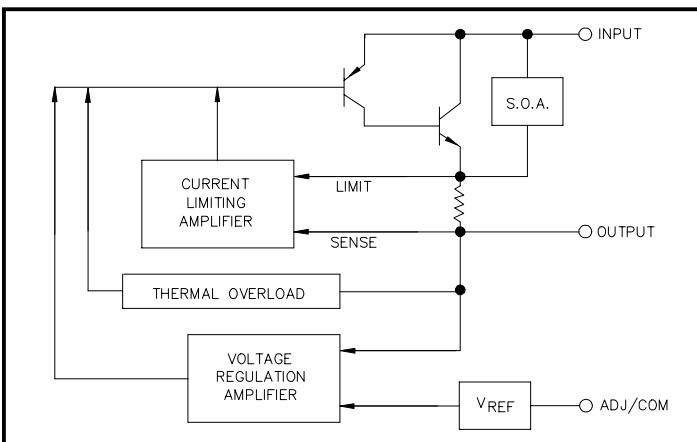 INPUT
S.O.A.
CURRENT
LIMITING
AMPLIFIER
LIMIT
SENSE
OUTPUT
THERMAL OVERLOAD
VOLTAGE
REGULATION
AMPLIFIER
VREF
ADJ/COM